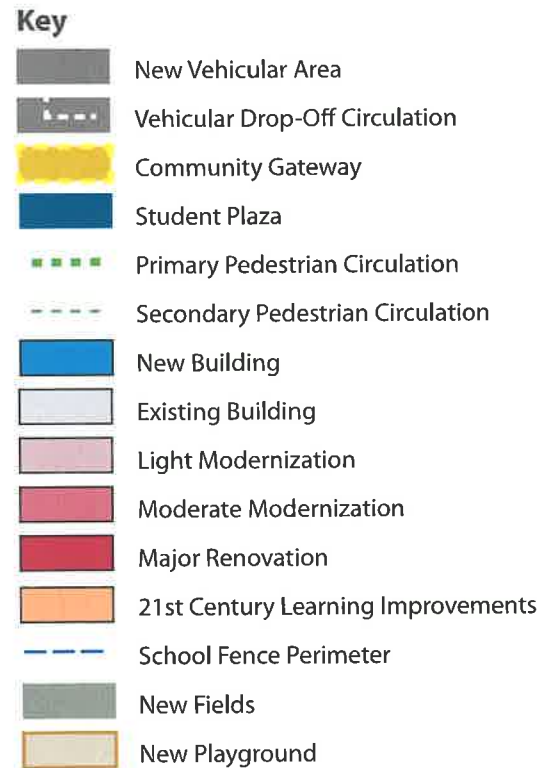 Key
New Vehicular Area
Vehicular Drop-Off Circulation
Community Gateway
Student Plaza
Primary Pedestrian Circulation
Secondary Pedestrian Circulation
New Building
Existing Building
Light Modernization
Moderate Modernization
Major Renovation
21st Century Learning Improvements
School Fence Perimeter
New Fields
New Playground